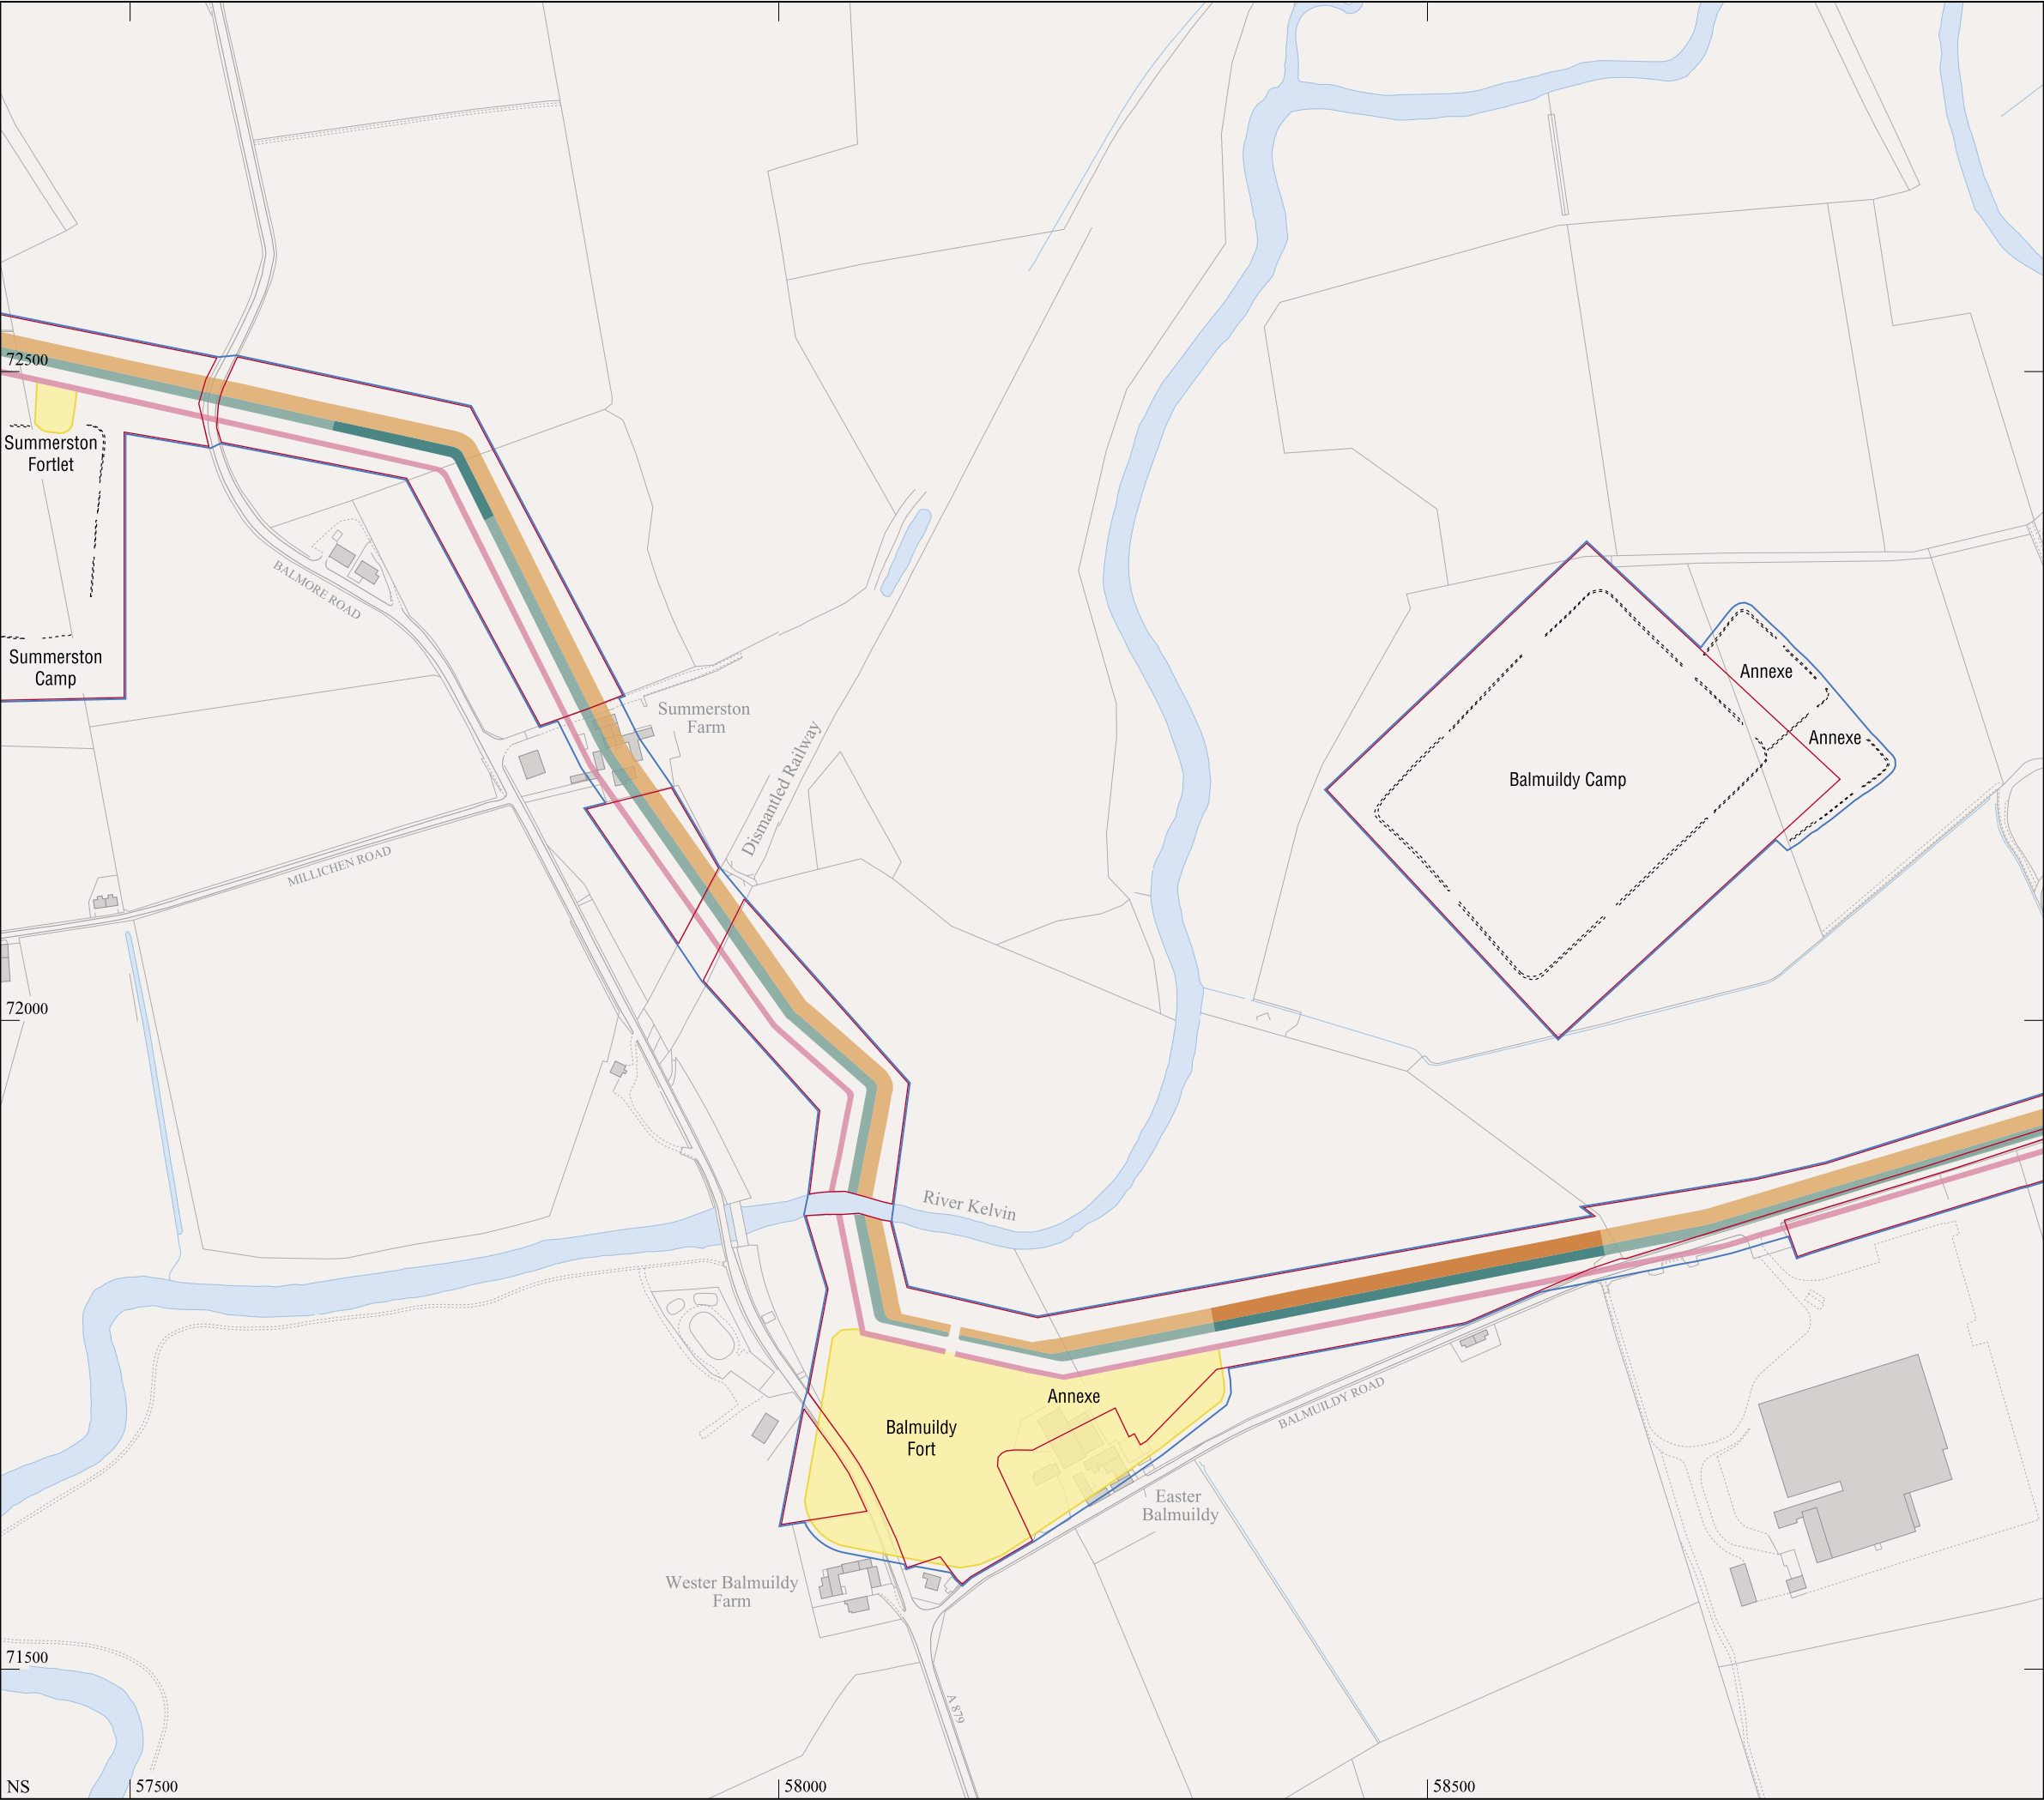 72500
Summerston
Fortlet
BALMORE ROAD
Summerston
Camp
Annexe
Summerston
Farm
Annexe
Dismantled Railway
Balmuildy Camp
MILLICHEN ROAD
72000
River Kelvin
Annexe
BALMUILDY ROAD
Balmuildy
Fort
Easter
Balmuildy
Wester Balmuildy
Farm
71500
A 879
NS
57500
58000
58500